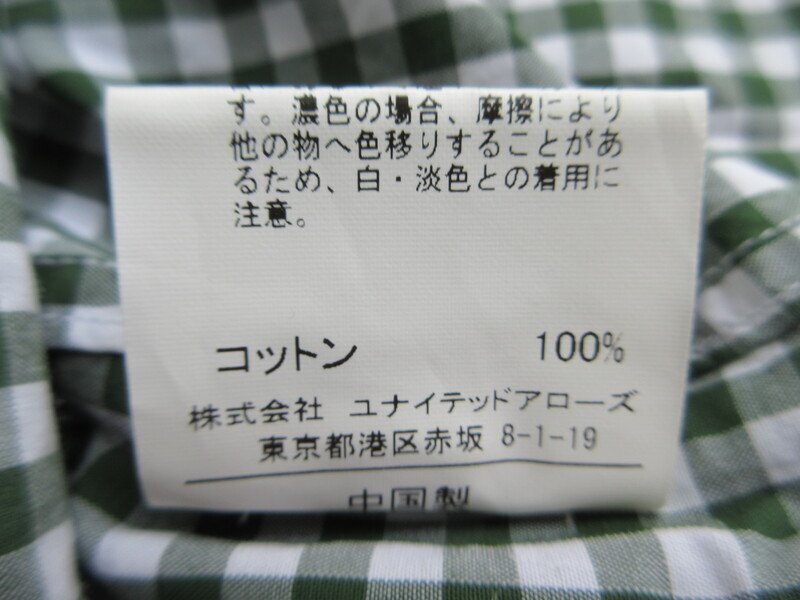 す。濃色の場合、摩擦により
他の物へ色移りすることがあ
るため、白・淡色との着用に
注意。
コットン 100%
株式会社 ユナイテッドアローズ
東京都港区赤坂 8-1-19
中国製